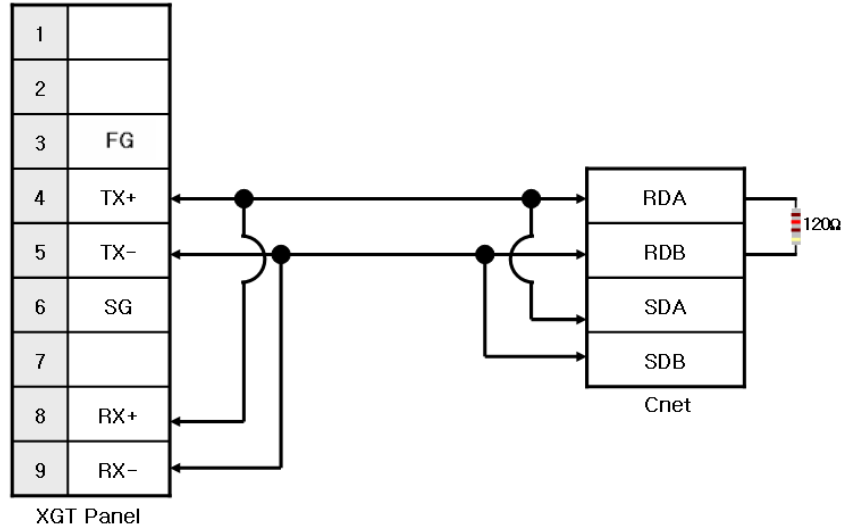 1
2
3 FG
4 TX+
5 TX-
6 SG
7
8 RX+
9 RX-
XGT Panel
RDA
RDB
SDA
SDB
Cnet
120Ω